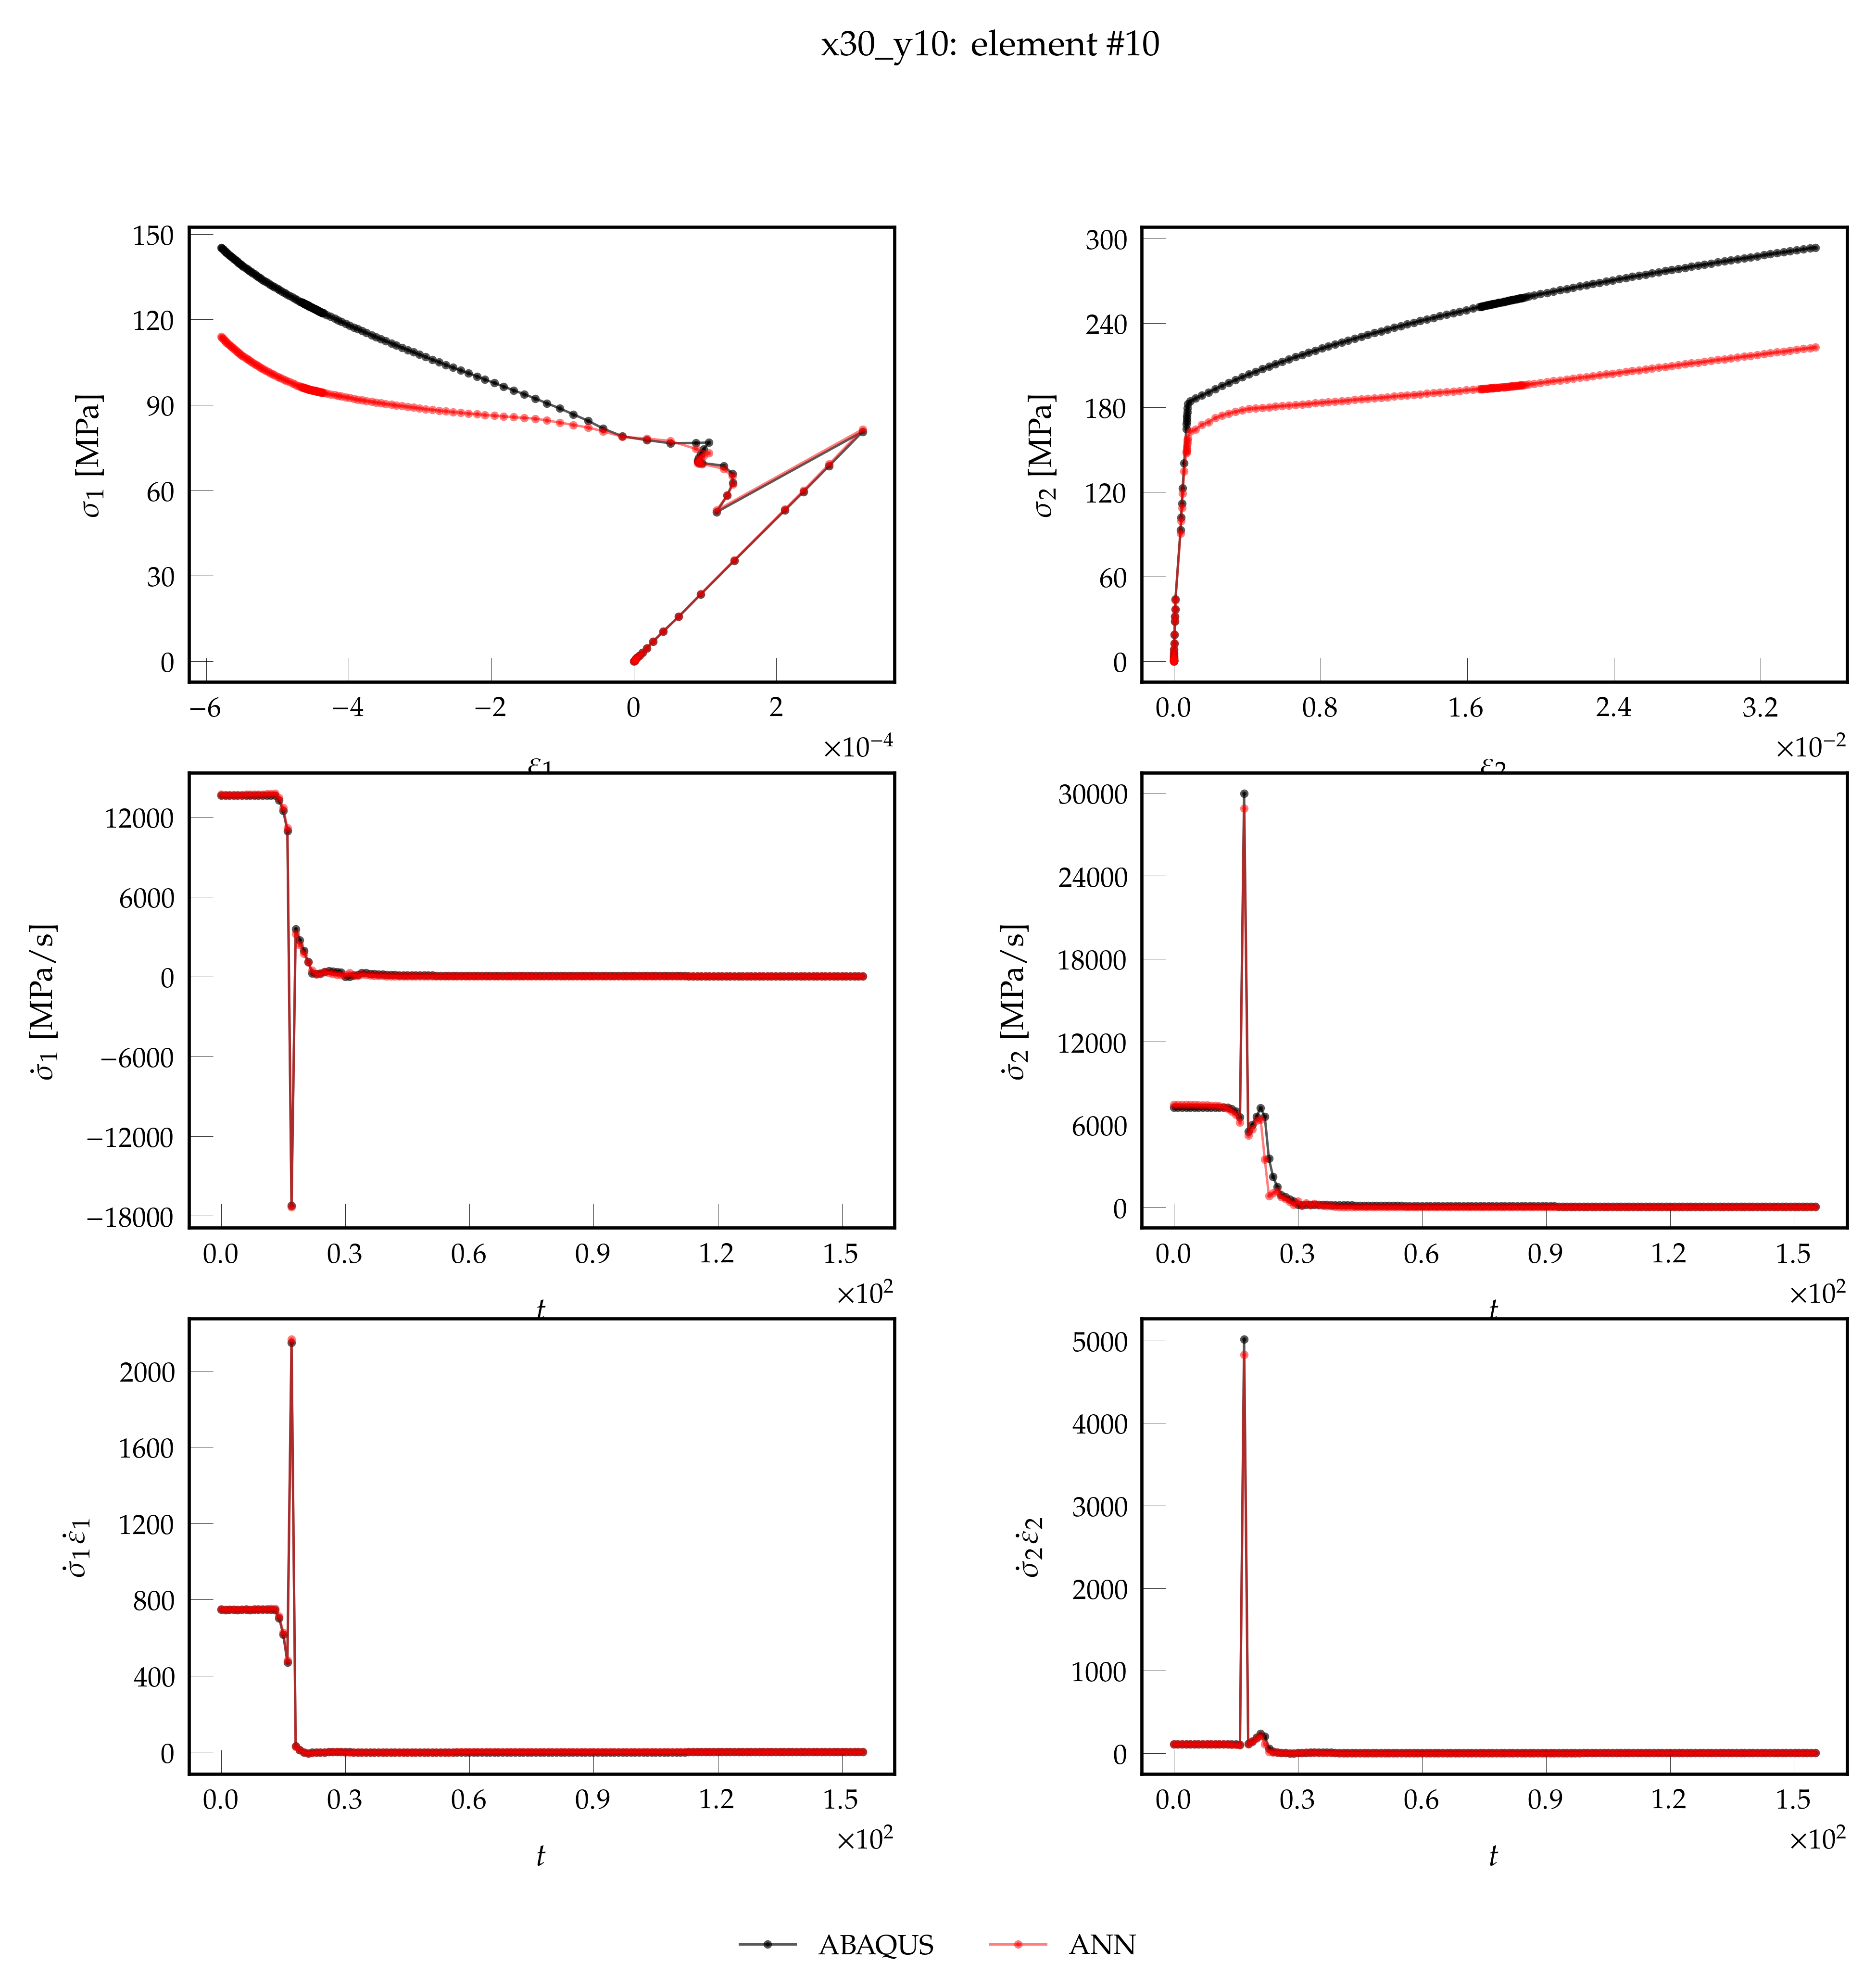 x30_y10: element #10
σ₁ [MPa]
150
120
90
60
30
0
−6 −4 −2 0 2
×10⁻⁴
ε₁
σ₂ [MPa]
300
240
180
120
60
0
0.0 0.8 1.6 2.4 3.2
×10⁻²
ε₂
σ̇₁ [MPa/s]
12000
6000
0
−6000
−12000
−18000
0.0 0.3 0.6 0.9 1.2 1.5
×10²
t
σ̇₂ [MPa/s]
30000
24000
18000
12000
6000
0
0.0 0.3 0.6 0.9 1.2 1.5
×10²
t
σ̇₁ε̇₁
2000
1600
1200
800
400
0
0.0 0.3 0.6 0.9 1.2 1.5
×10²
t
σ̇₂ε̇₂
5000
4000
3000
2000
1000
0
0.0 0.3 0.6 0.9 1.2 1.5
×10²
t
ABAQUS ANN